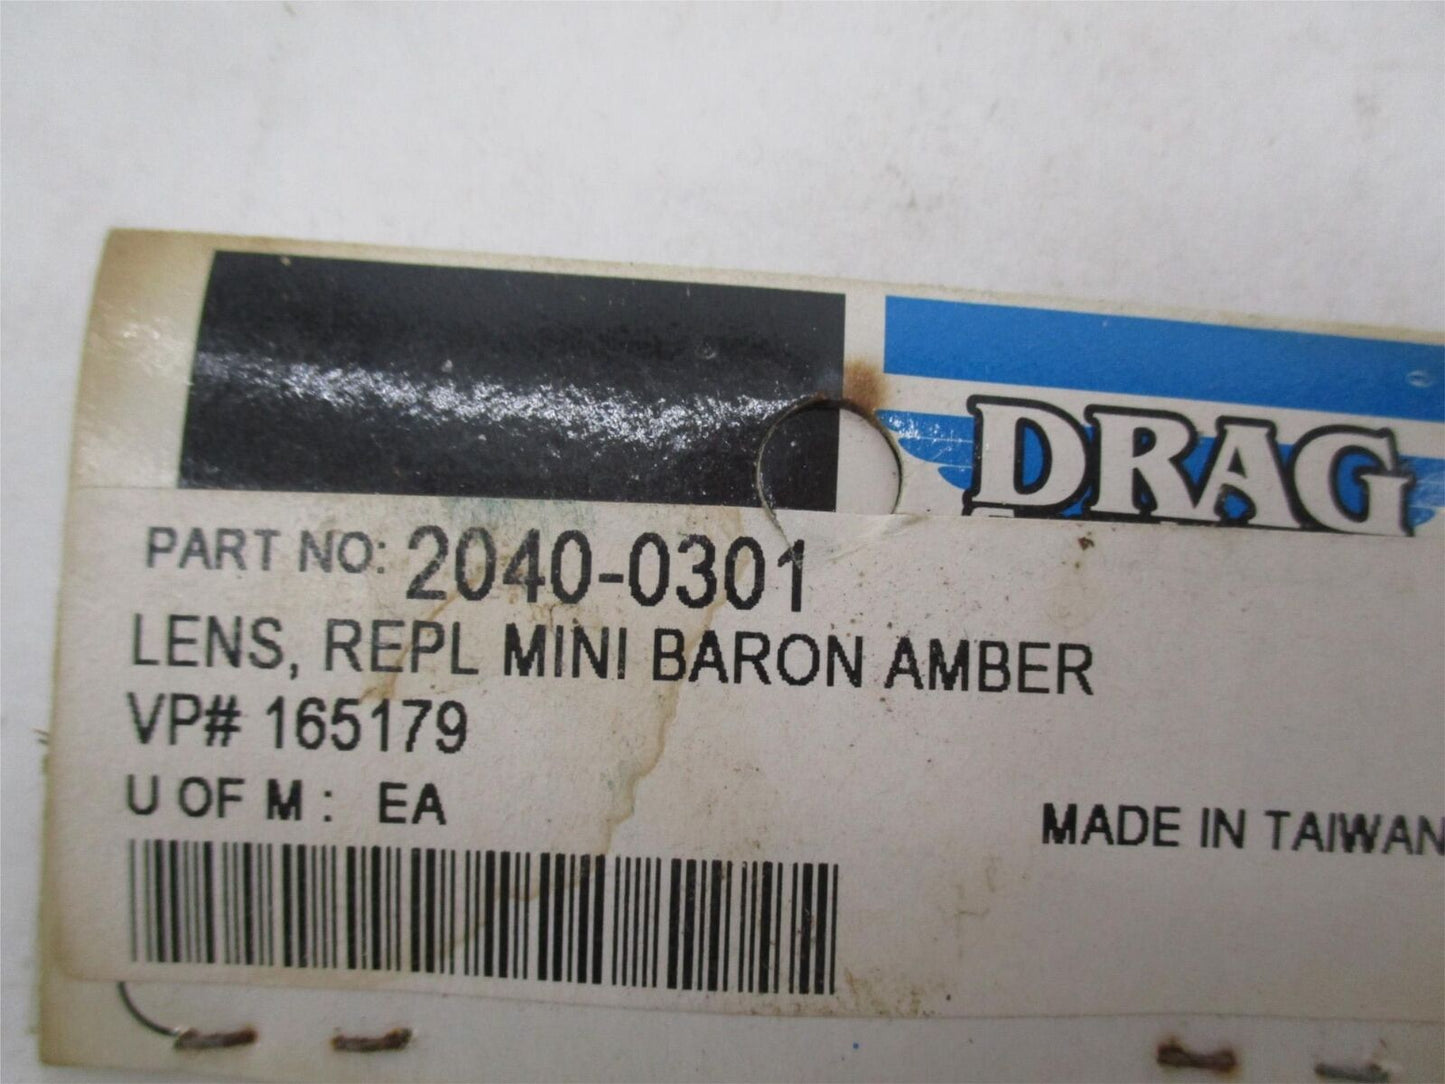 DRAG
PART NO: 2040-0301
LENS, REPL MINI BARON AMBER
VP# 165179
U OF M : EA
MADE IN TAIWAN